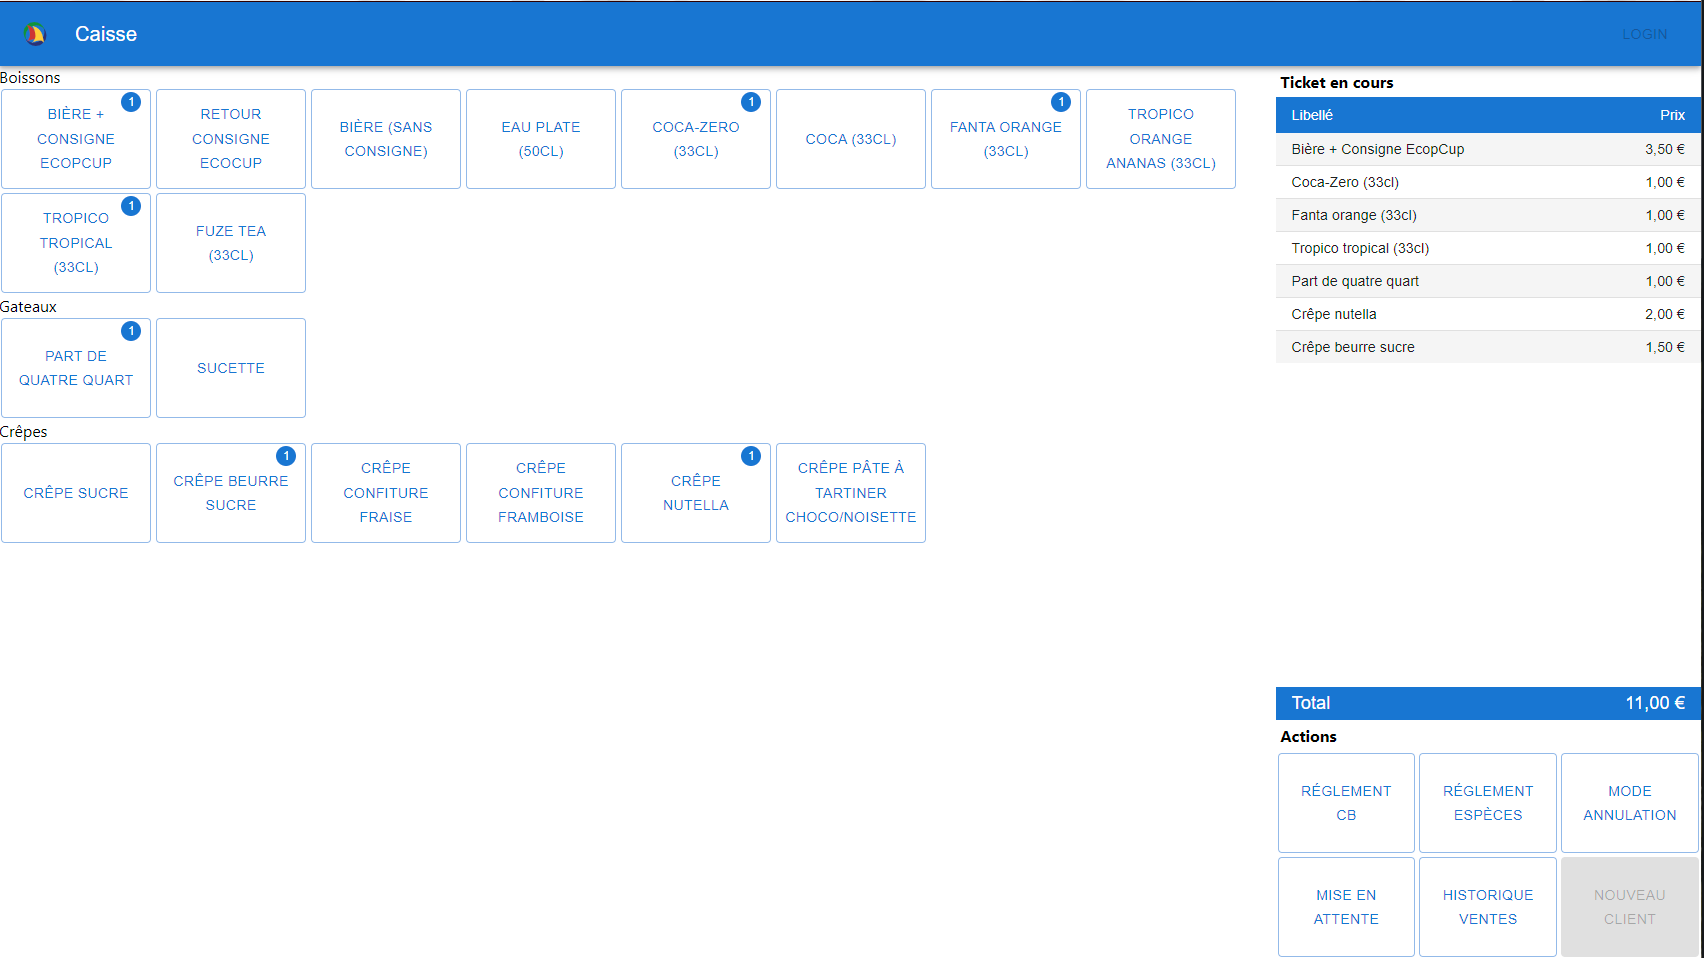 Caisse
LOGIN
Boissons
1
BIÈRE +
CONSIGNE
ECOPCUP
RETOUR
CONSIGNE
ECOCUP
BIÈRE (SANS
CONSIGNE)
EAU PLATE
(50CL)
1
COCA-ZERO
(33CL)
COCA (33CL)
1
FANTA ORANGE
(33CL)
TROPICO
ORANGE
ANANAS (33CL)
1
TROPICO
TROPICAL
(33CL)
FUZE TEA
(33CL)
Gateaux
1
PART DE
QUATRE QUART
SUCETTE
Crêpes
CRÊPE SUCRE
1
CRÊPE BEURRE
SUCRE
CRÊPE
CONFITURE
FRAISE
CRÊPE
CONFITURE
FRAMBOISE
1
CRÊPE
NUTELLA
CRÊPE PÂTE À
TARTINER
CHOCO/NOISETTE
Ticket en cours
Libellé Prix
Bière + Consigne EcopCup 3,50 €
Coca-Zero (33cl) 1,00 €
Fanta orange (33cl) 1,00 €
Tropico tropical (33cl) 1,00 €
Part de quatre quart 1,00 €
Crêpe nutella 2,00 €
Crêpe beurre sucre 1,50 €
Total 11,00 €
Actions
RÉGLEMENT
CB
RÉGLEMENT
ESPÈCES
MODE
ANNULATION
MISE EN
ATTENTE
HISTORIQUE
VENTES
NOUVEAU
CLIENT